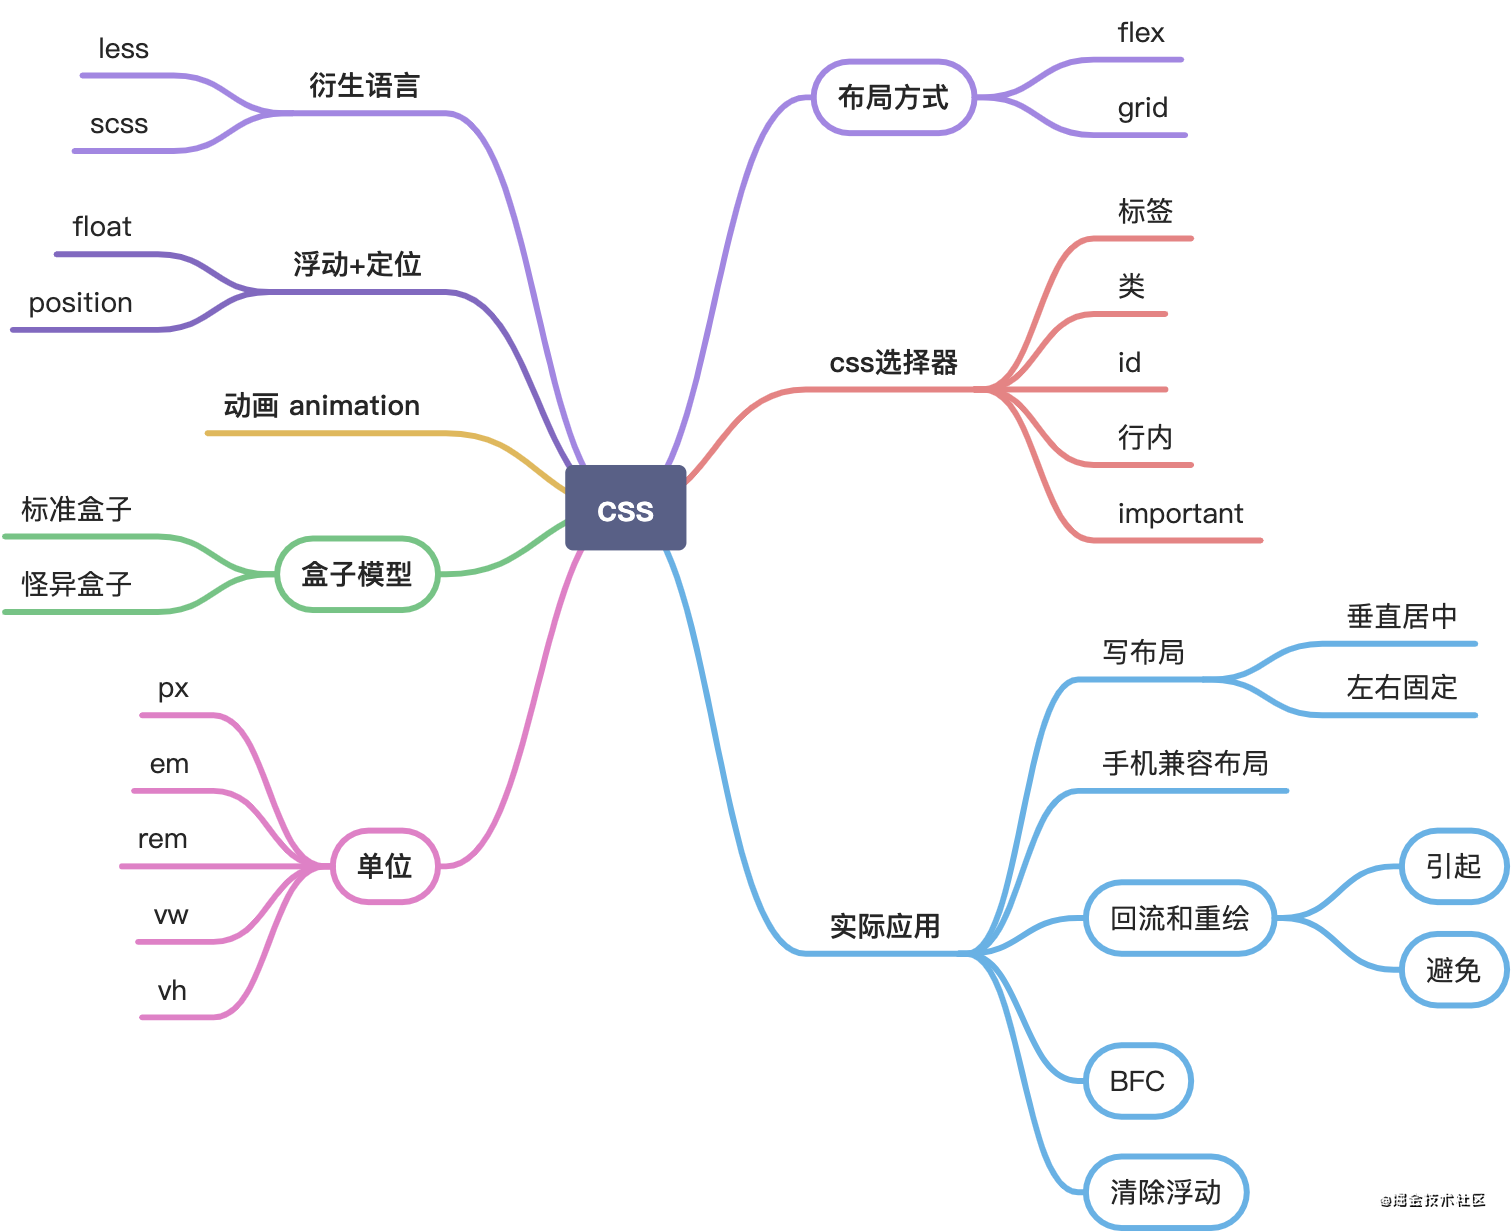 css
布局方式
flex
grid
css选择器
标签
类
id
行内
important
实际应用
写布局
垂直居中
左右固定
手机兼容布局
回流和重绘
引起
避免
BFC
清除浮动
衍生语言
less
scss
浮动+定位
float
position
动画 animation
盒子模型
标准盒子
怪异盒子
单位
px
em
rem
vw
vh
@掘金技术社区